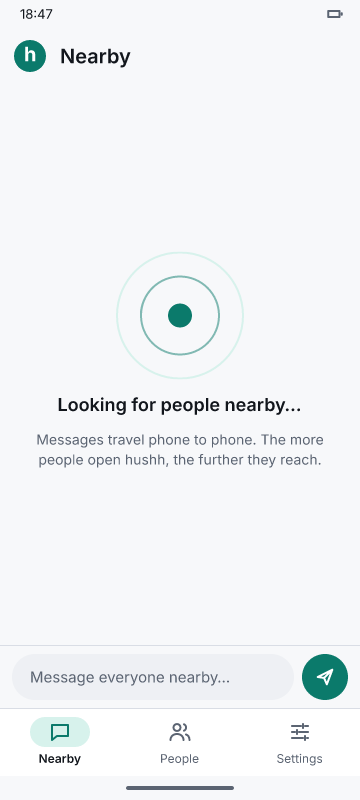 18:47
h
Nearby
Looking for people nearby...
Messages travel phone to phone. The more
people open hushh, the further they reach.
Message everyone nearby...
Nearby
People
Settings